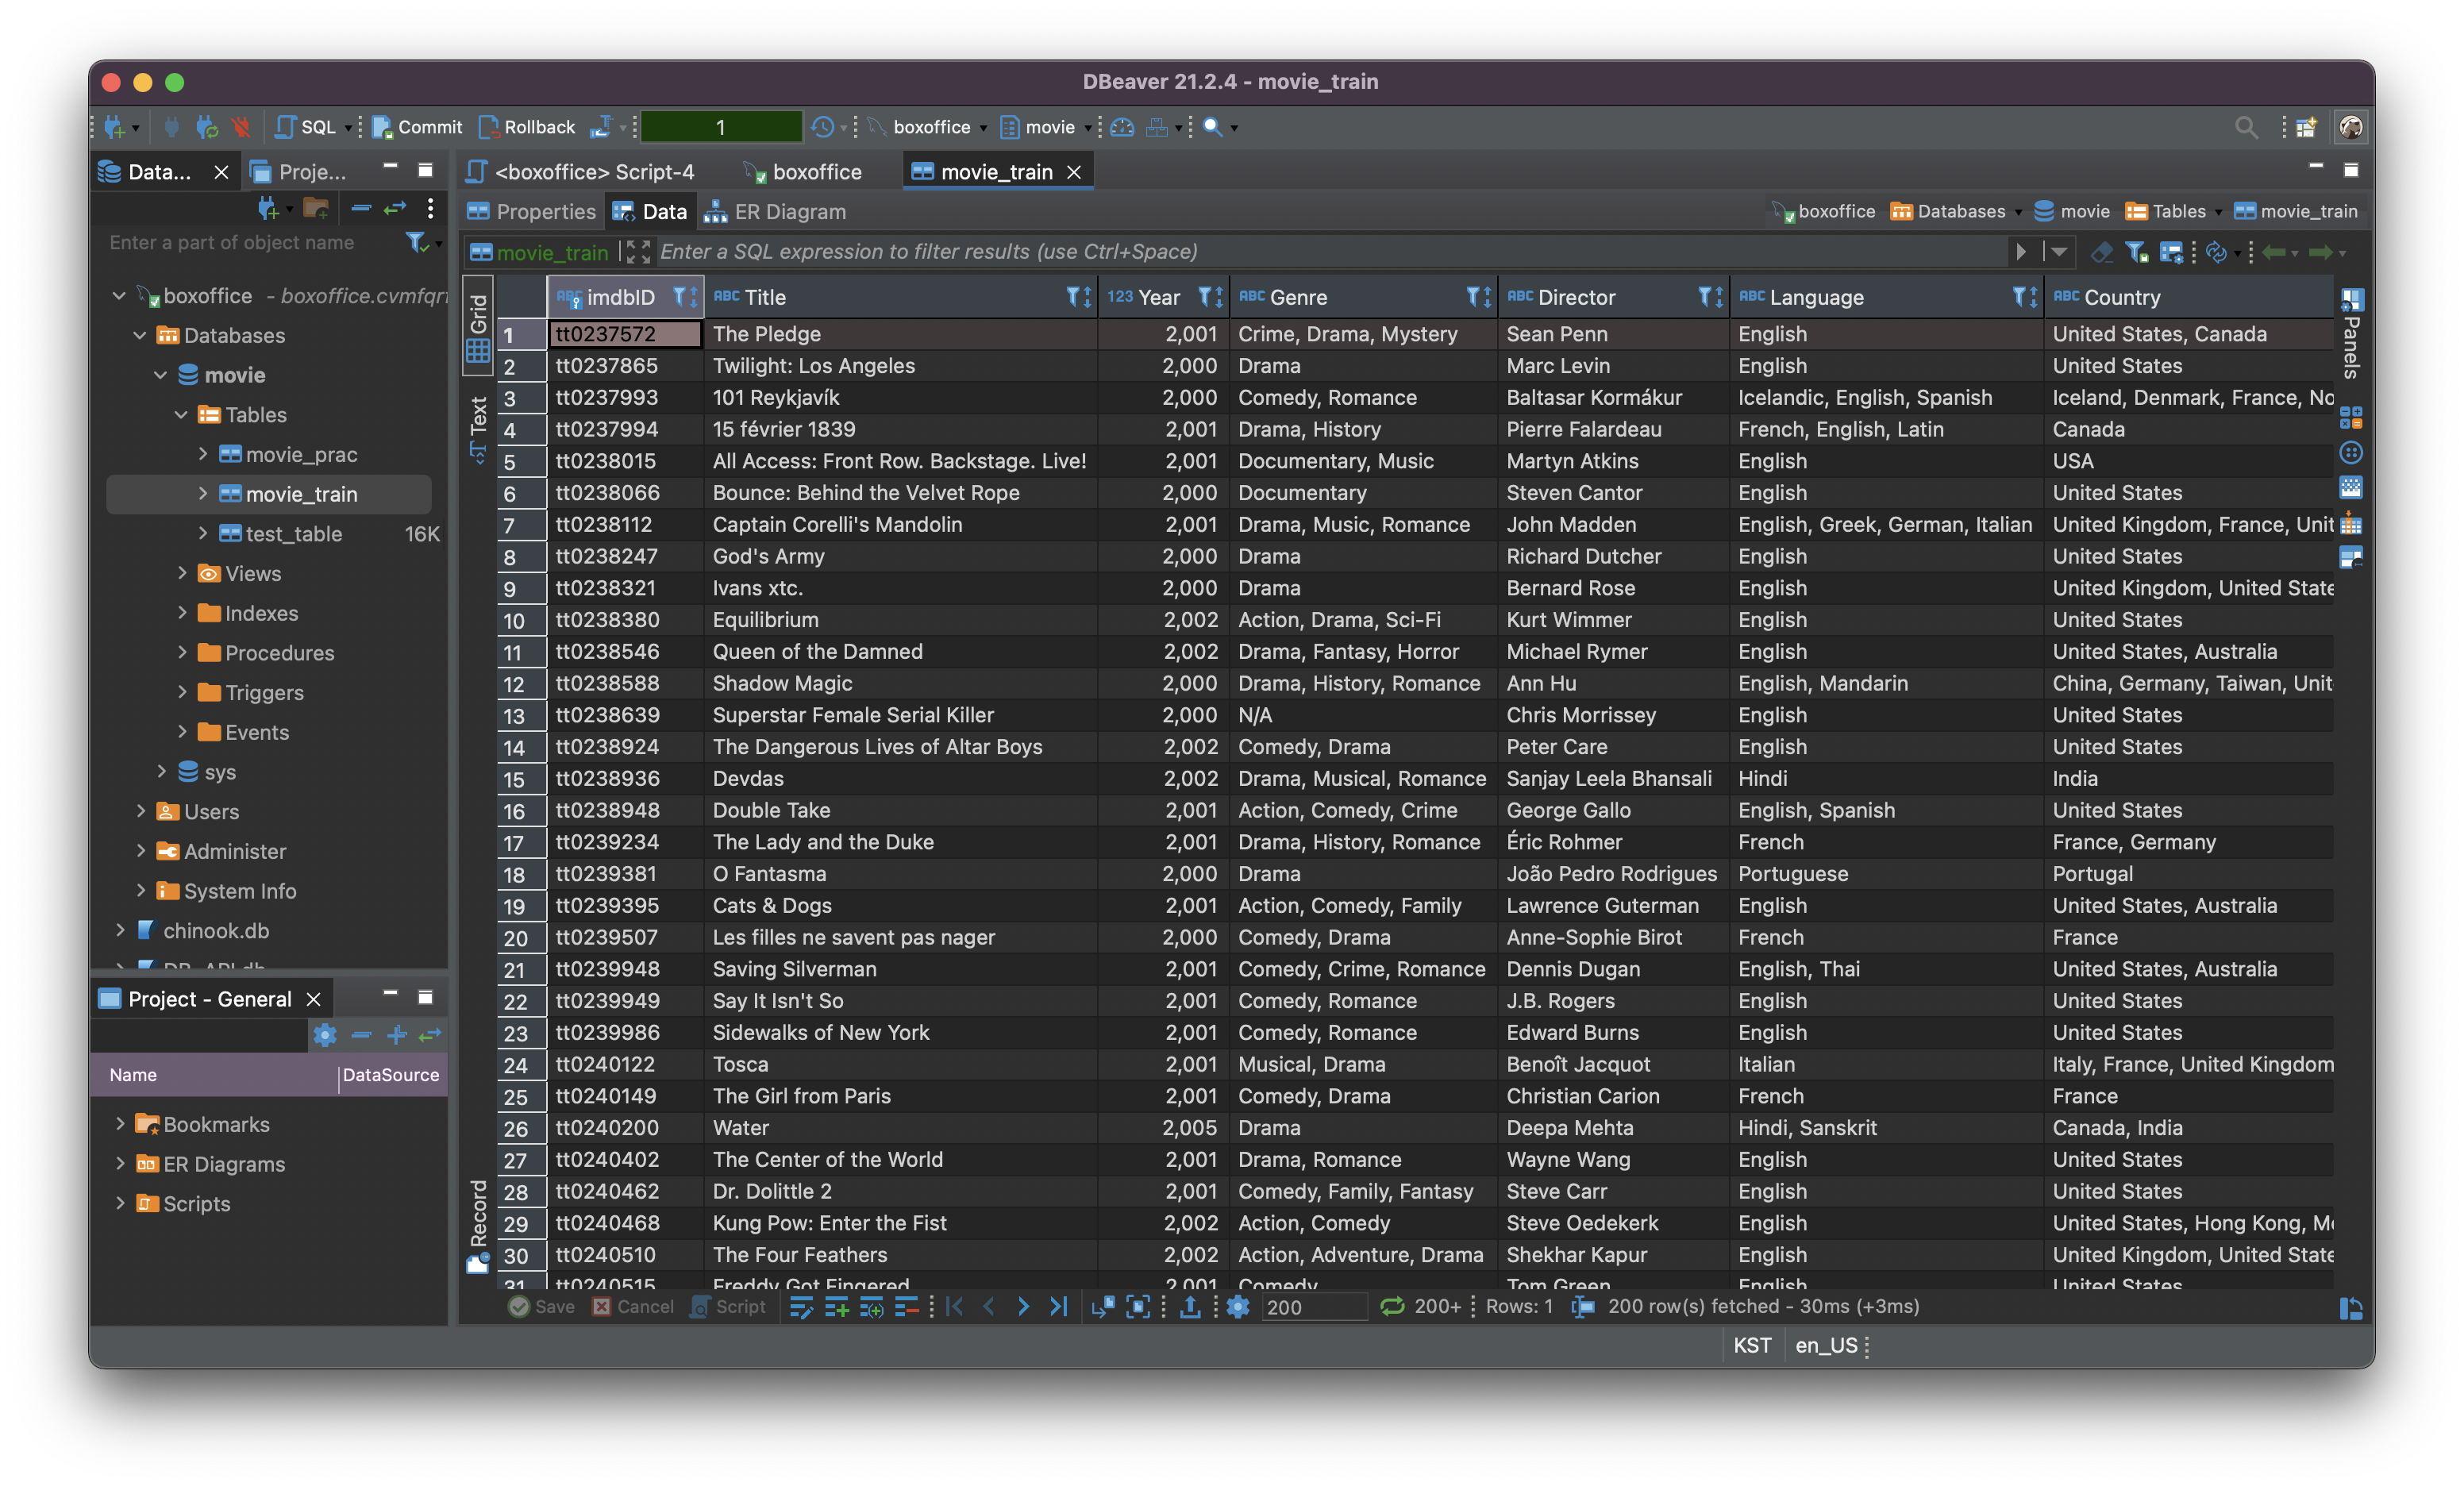 DBeaver 21.2.4 - movie_train
SQL Commit Rollback 1 boxoffice movie
Data... Proje...
<boxoffice> Script-4 boxoffice movie_train
Properties Data ER Diagram boxoffice Databases movie Tables movie_train
Enter a part of object name
movie_train Enter a SQL expression to filter results (use Ctrl+Space)
boxoffice - boxoffice.cvmfqr
Databases
movie
Tables
movie_prac
movie_train
test_table 16K
Views
Indexes
Procedures
Triggers
Events
sys
Users
Administer
System Info
chinook.db
DB_API.db
Project - General
Name DataSource
Bookmarks
ER Diagrams
Scripts
Grid
Text
Record
ABC imdbID ABC Title 123 Year ABC Genre ABC Director ABC Language ABC Country
1 tt0237572 The Pledge 2,001 Crime, Drama, Mystery Sean Penn English United States, Canada
2 tt0237865 Twilight: Los Angeles 2,000 Drama Marc Levin English United States
3 tt0237993 101 Reykjavík 2,000 Comedy, Romance Baltasar Kormákur Icelandic, English, Spanish Iceland, Denmark, France, No
4 tt0237994 15 février 1839 2,001 Drama, History Pierre Falardeau French, English, Latin Canada
5 tt0238015 All Access: Front Row. Backstage. Live! 2,001 Documentary, Music Martyn Atkins English USA
6 tt0238066 Bounce: Behind the Velvet Rope 2,000 Documentary Steven Cantor English United States
7 tt0238112 Captain Corelli's Mandolin 2,001 Drama, Music, Romance John Madden English, Greek, German, Italian United Kingdom, France, Unit
8 tt0238247 God's Army 2,000 Drama Richard Dutcher English United States
9 tt0238321 Ivans xtc. 2,000 Drama Bernard Rose English United Kingdom, United State
10 tt0238380 Equilibrium 2,002 Action, Drama, Sci-Fi Kurt Wimmer English United States
11 tt0238546 Queen of the Damned 2,002 Drama, Fantasy, Horror Michael Rymer English United States, Australia
12 tt0238588 Shadow Magic 2,000 Drama, History, Romance Ann Hu English, Mandarin China, Germany, Taiwan, Unit
13 tt0238639 Superstar Female Serial Killer 2,000 N/A Chris Morrissey English United States
14 tt0238924 The Dangerous Lives of Altar Boys 2,002 Comedy, Drama Peter Care English United States
15 tt0238936 Devdas 2,002 Drama, Musical, Romance Sanjay Leela Bhansali Hindi India
16 tt0238948 Double Take 2,001 Action, Comedy, Crime George Gallo English, Spanish United States
17 tt0239234 The Lady and the Duke 2,001 Drama, History, Romance Éric Rohmer French France, Germany
18 tt0239381 O Fantasma 2,000 Drama João Pedro Rodrigues Portuguese Portugal
19 tt0239395 Cats & Dogs 2,001 Action, Comedy, Family Lawrence Guterman English United States, Australia
20 tt0239507 Les filles ne savent pas nager 2,000 Comedy, Drama Anne-Sophie Birot French France
21 tt0239948 Saving Silverman 2,001 Comedy, Crime, Romance Dennis Dugan English, Thai United States, Australia
22 tt0239949 Say It Isn't So 2,001 Comedy, Romance J.B. Rogers English United States
23 tt0239986 Sidewalks of New York 2,001 Comedy, Romance Edward Burns English United States
24 tt0240122 Tosca 2,001 Musical, Drama Benoît Jacquot Italian Italy, France, United Kingdom
25 tt0240149 The Girl from Paris 2,001 Comedy, Drama Christian Carion French France
26 tt0240200 Water 2,005 Drama Deepa Mehta Hindi, Sanskrit Canada, India
27 tt0240402 The Center of the World 2,001 Drama, Romance Wayne Wang English United States
28 tt0240462 Dr. Dolittle 2 2,001 Comedy, Family, Fantasy Steve Carr English United States
29 tt0240468 Kung Pow: Enter the Fist 2,002 Action, Comedy Steve Oedekerk English United States, Hong Kong, Me
30 tt0240510 The Four Feathers 2,002 Action, Adventure, Drama Shekhar Kapur English United Kingdom, United State
31 tt0240515 Freddy Got Fingered 2,001 Comedy Tom Green English United States
Panels
Save Cancel Script 200 200+ Rows: 1 200 row(s) fetched - 30ms (+3ms)
KST en_US